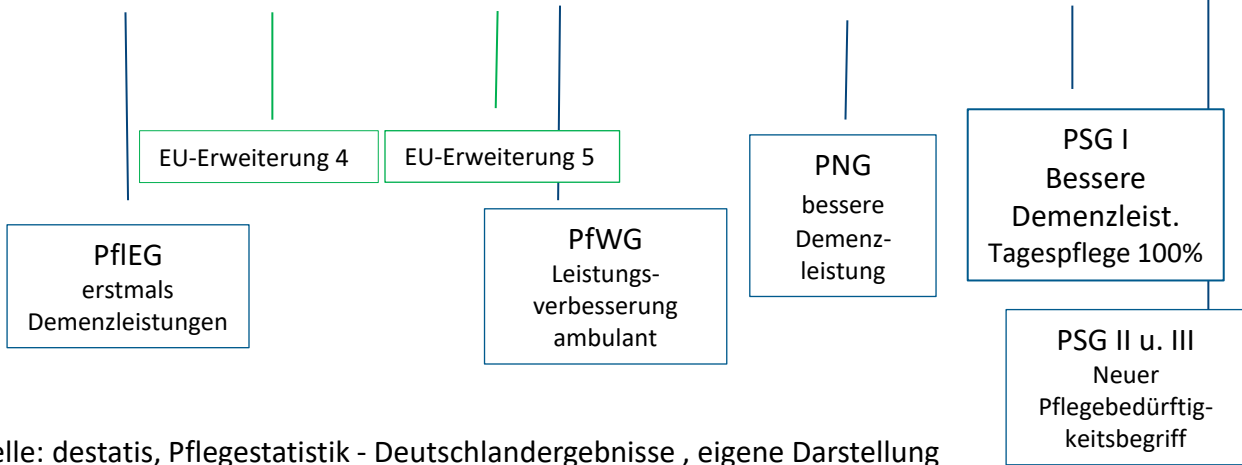 EU-Erweiterung 4
EU-Erweiterung 5
PflEG
erstmals
Demenzleistungen
PfWG
Leistungs-
verbesserung
ambulant
PNG
bessere
Demenz-
leistung
PSG I
Bessere
Demenzleist.
Tagespflege 100%
PSG II u. III
Neuer
Pflegebedürftig-
keitsbegriff
elle: destatis, Pflegestatistik - Deutschlandergebnisse , eigene Darstellung